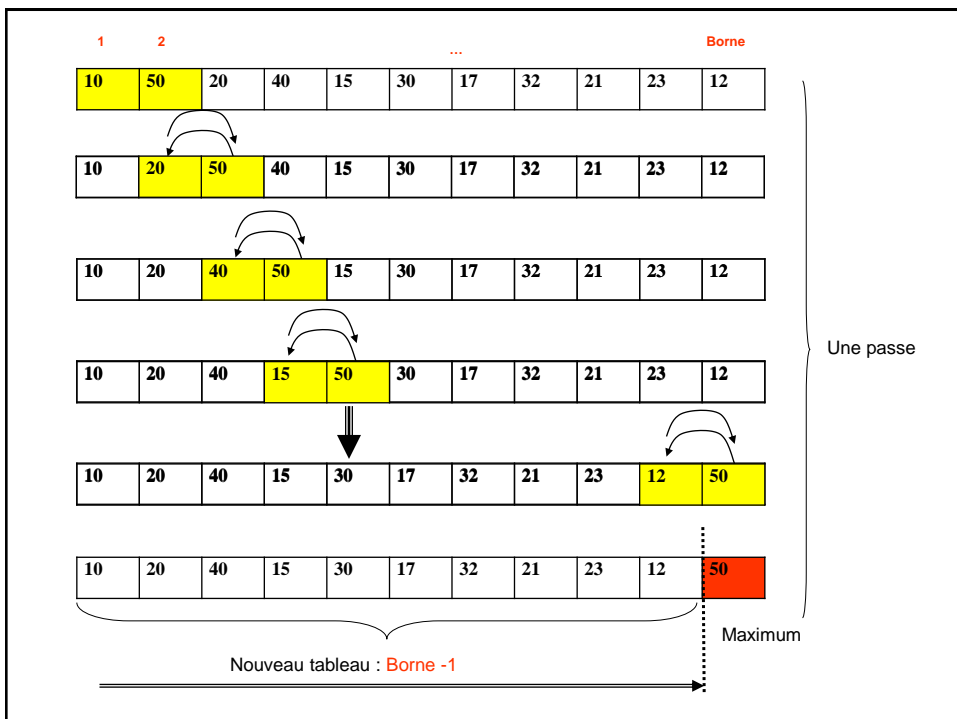 1 2 ... Borne
10 50 20 40 15 30 17 32 21 23 12
10 20 50 40 15 30 17 32 21 23 12
10 20 40 50 15 30 17 32 21 23 12
Une passe
10 20 40 15 50 30 17 32 21 23 12
10 20 40 15 30 17 32 21 23 12 50
10 20 40 15 30 17 32 21 23 12 50
Maximum
Nouveau tableau : Borne -1